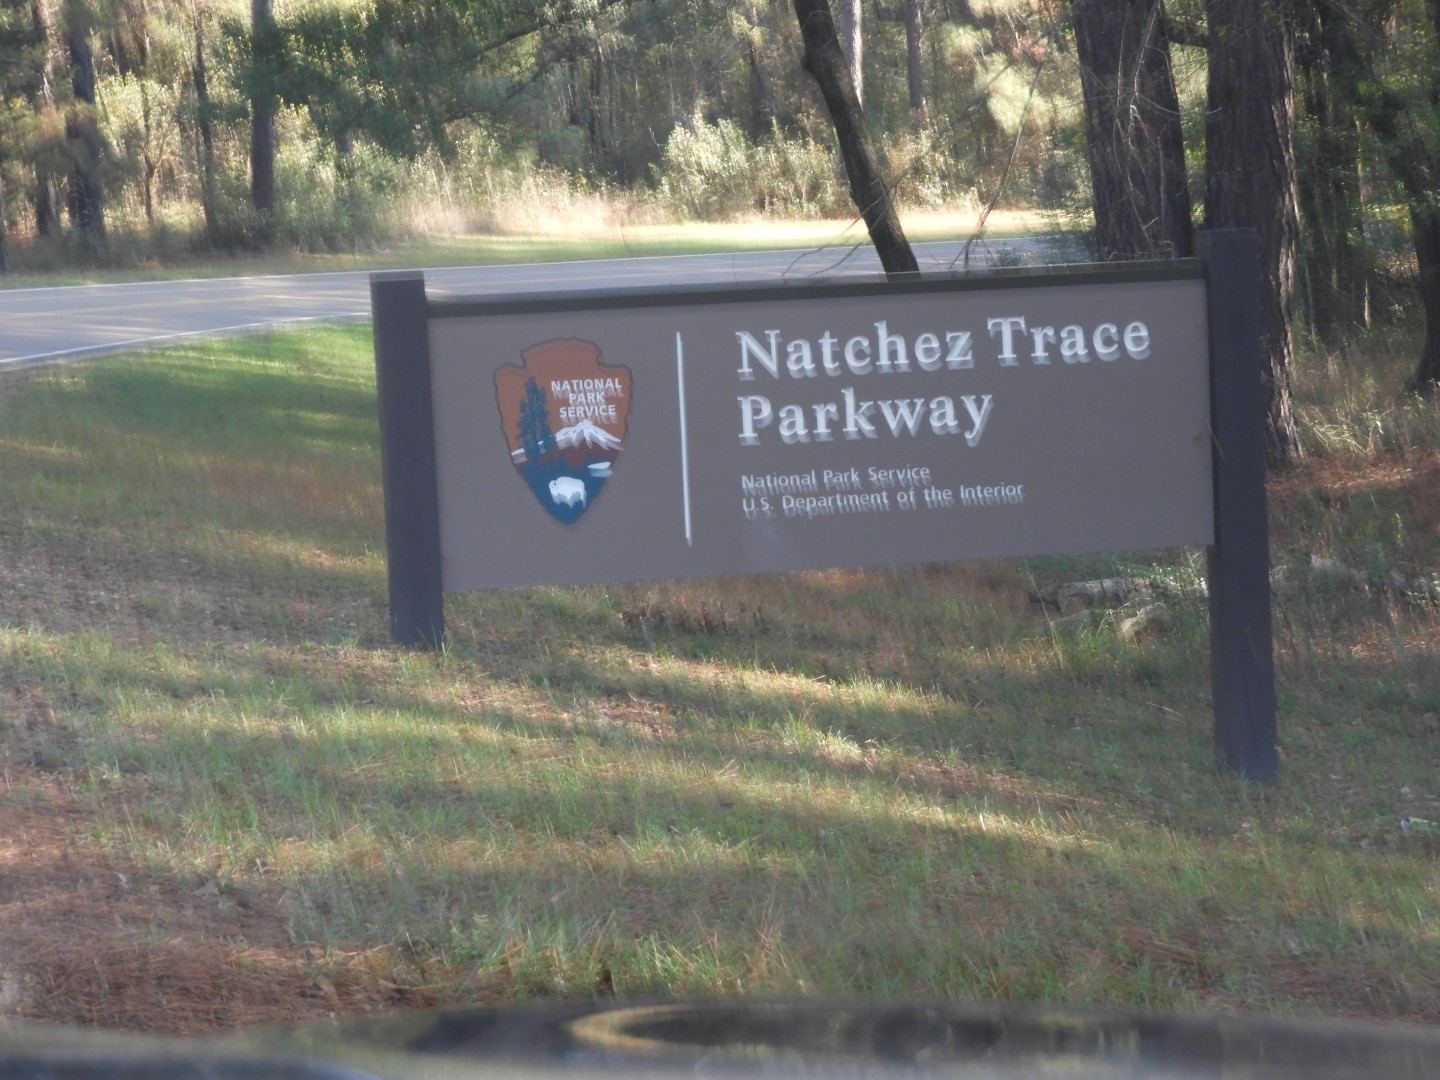 NATIONAL
PARK
SERVICE
Natchez Trace
Parkway
National Park Service
U.S. Department of the Interior